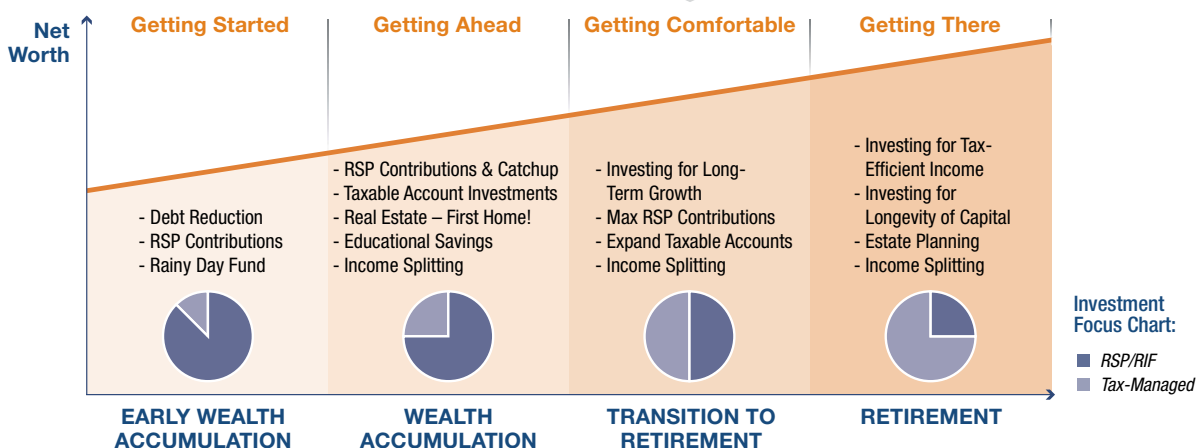 Net
Worth
Getting Started
Getting Ahead
Getting Comfortable
Getting There
- Debt Reduction
- RSP Contributions
- Rainy Day Fund
- RSP Contributions & Catchup
- Taxable Account Investments
- Real Estate – First Home!
- Educational Savings
- Income Splitting
- Investing for Long-
Term Growth
- Max RSP Contributions
- Expand Taxable Accounts
- Income Splitting
- Investing for Tax-
Efficient Income
- Investing for
Longevity of Capital
- Estate Planning
- Income Splitting
Investment
Focus Chart:
RSP/RIF
Tax-Managed
EARLY WEALTH
ACCUMULATION
WEALTH
ACCUMULATION
TRANSITION TO
RETIREMENT
RETIREMENT